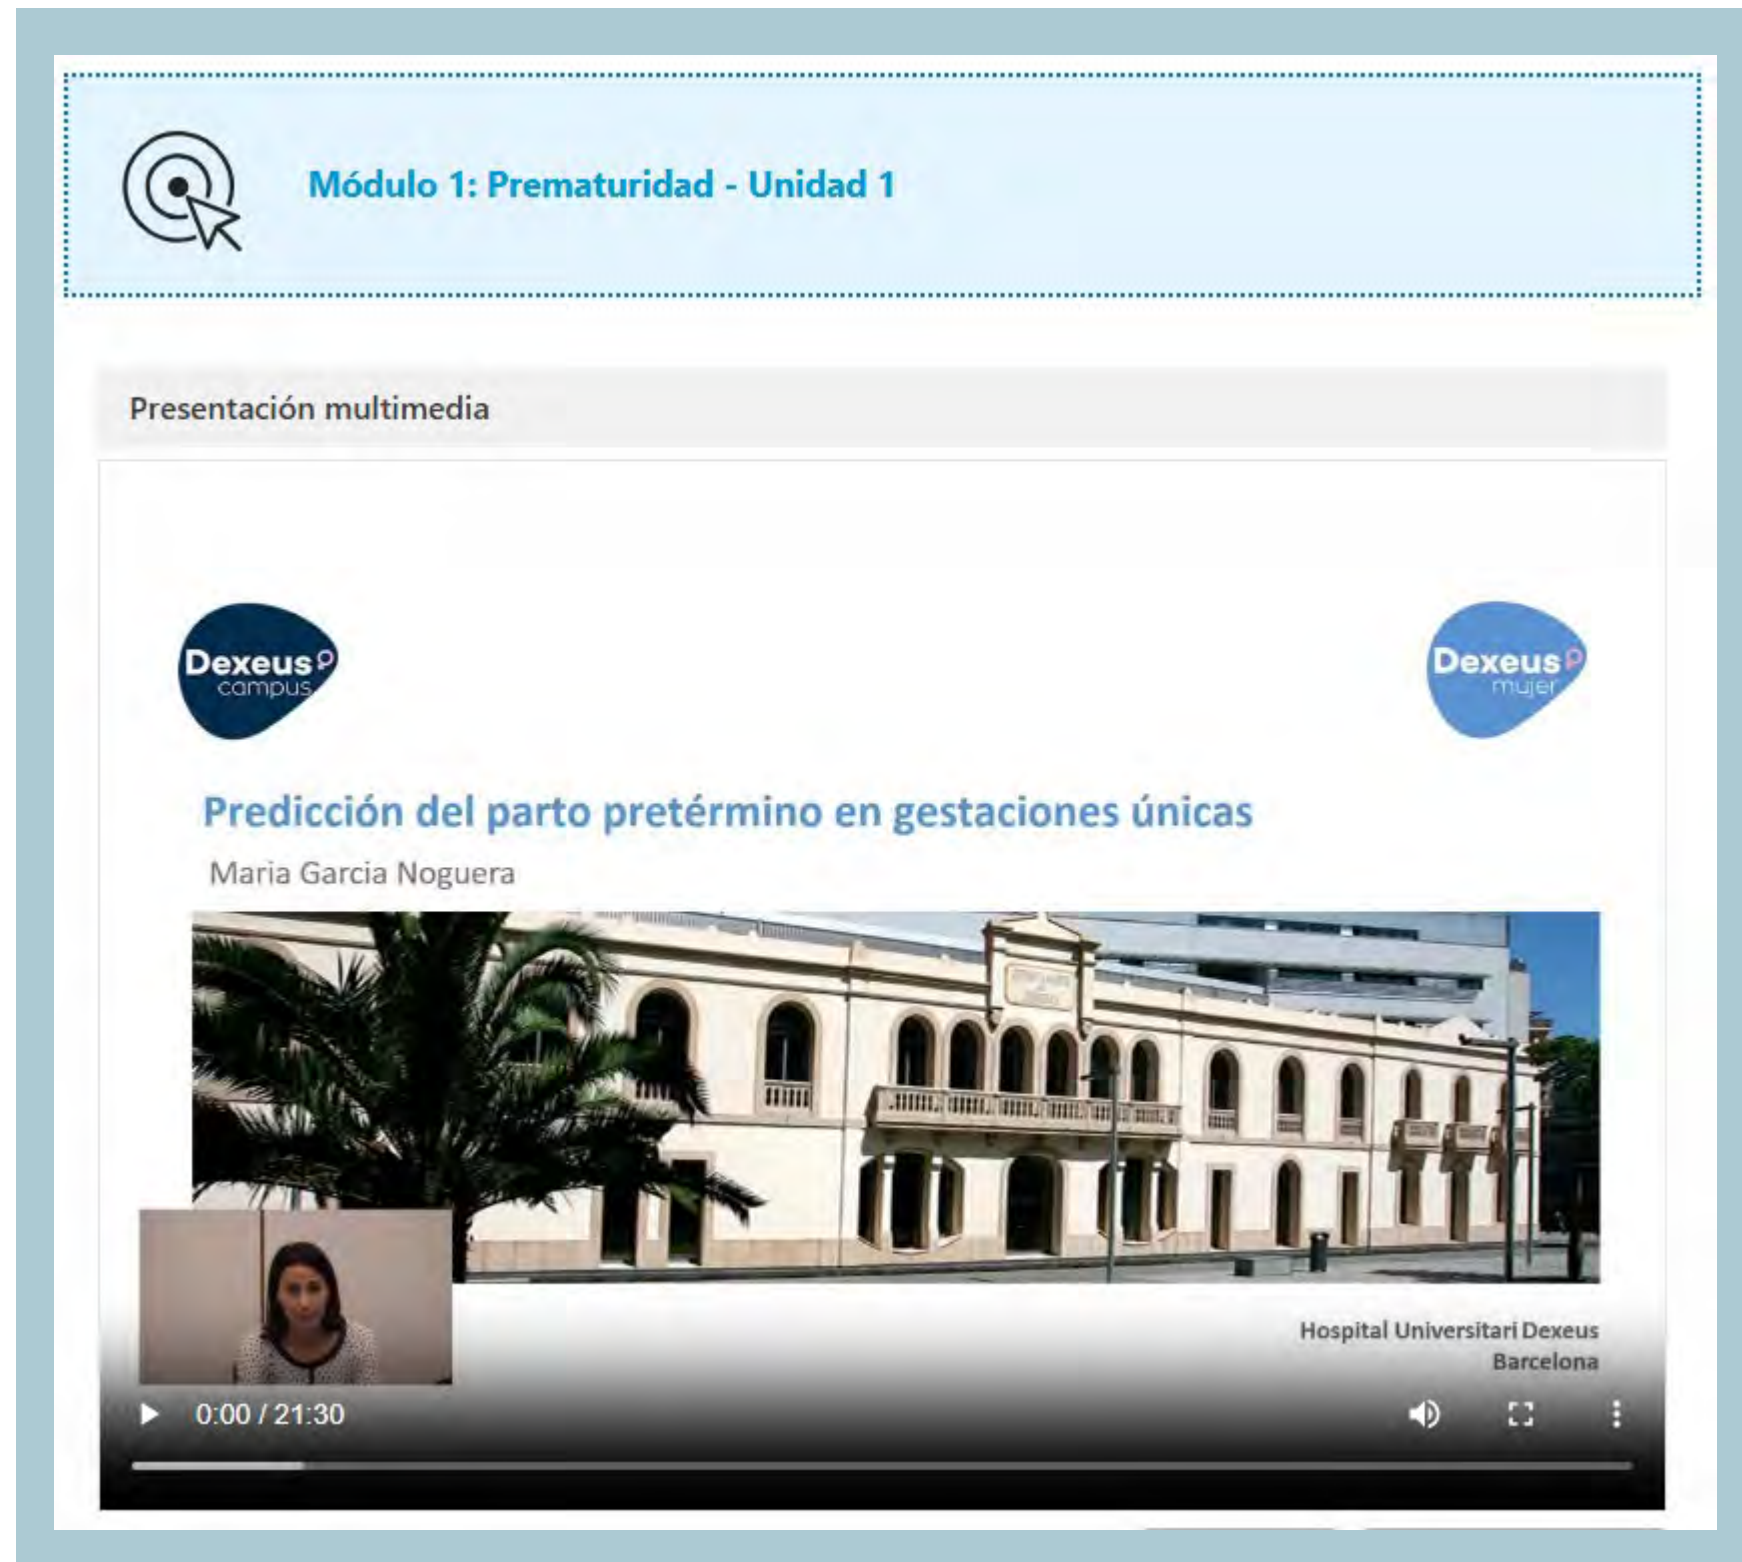 Módulo 1: Prematuridad - Unidad 1
Presentación multimedia
Dexeus
campus
Dexeus
mujer
Predicción del parto pretérmino en gestaciones únicas
Maria Garcia Noguera
Hospital Universitari Dexeus
Barcelona
0:00 / 21:30